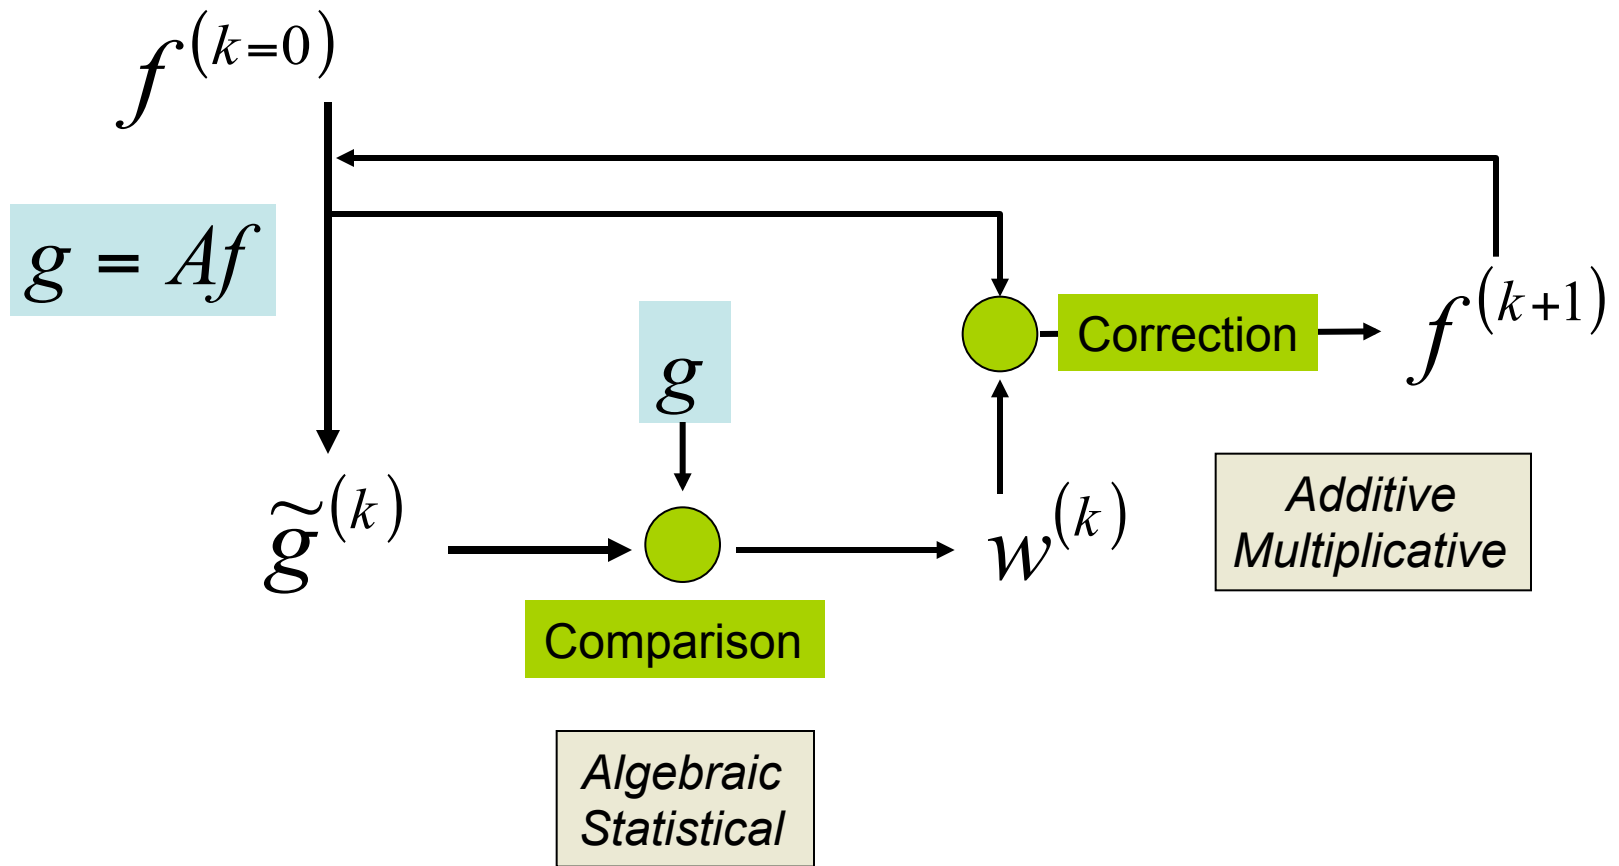 f^(k=0)
g = Af
g
Correction
f^(k+1)
g̃^(k)
w^(k)
Additive
Multiplicative
Comparison
Algebraic
Statistical